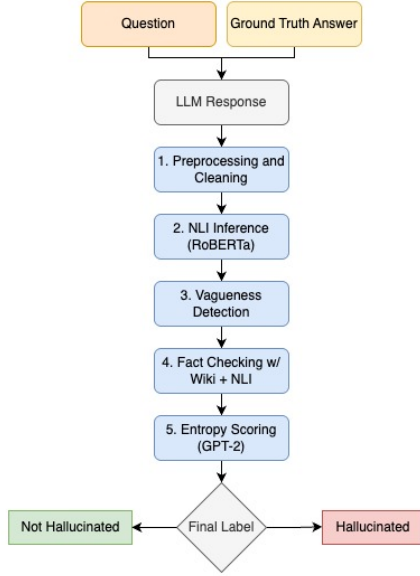 Question
Ground Truth Answer
LLM Response
1. Preprocessing and
Cleaning
2. NLI Inference
(RoBERTa)
3. Vagueness
Detection
4. Fact Checking w/
Wiki + NLI
5. Entropy Scoring
(GPT-2)
Not Hallucinated
Final Label
Hallucinated